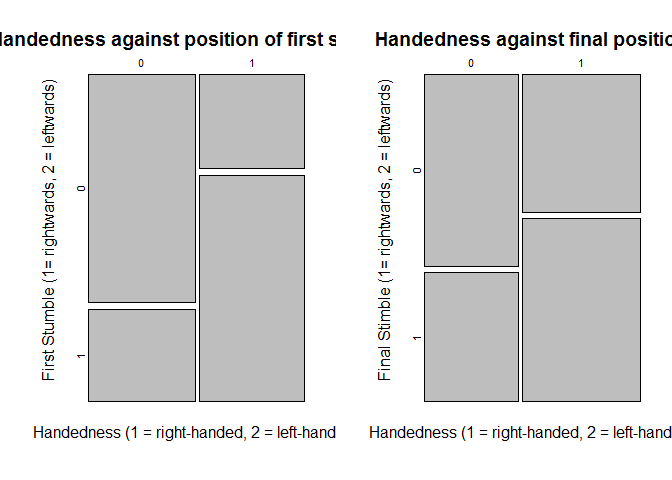 Handedness against position of first s
0 1
0
1
First Stumble (1= rightwards, 2 = leftwards)
Handedness (1 = right-handed, 2 = left-hand
Handedness against final positio
0 1
0
1
Final Stimble (1= rightwards, 2 = leftwards)
Handedness (1 = right-handed, 2 = left-hand